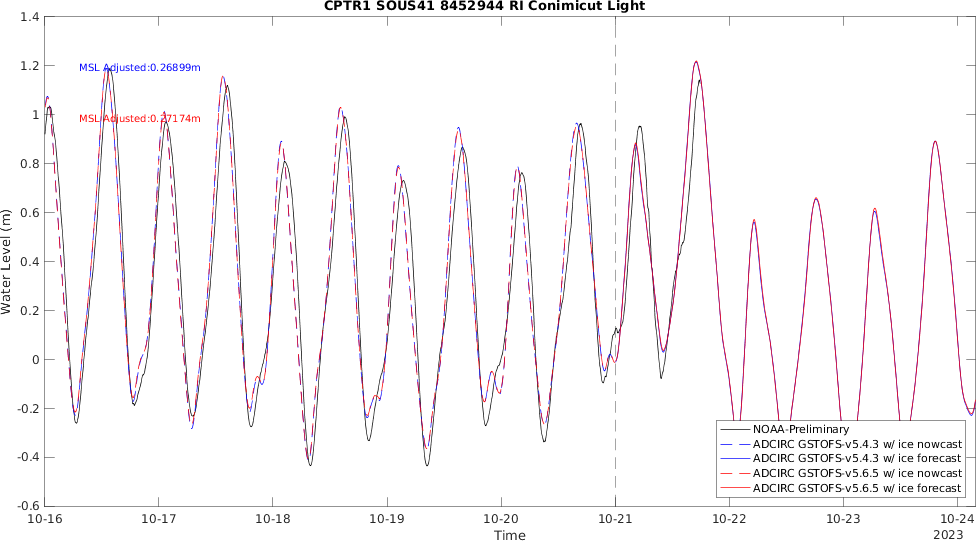 CPTR1 SOUS41 8452944 RI Conimicut Light
1.4
1.2
1
0.8
0.6
0.4
0.2
0
-0.2
-0.4
-0.6
Water Level (m)
MSL Adjusted:0.26899m
MSL Adjusted:0.27174m
NOAA-Preliminary
ADCIRC GSTOFS-v5.4.3 w/ ice nowcast
ADCIRC GSTOFS-v5.4.3 w/ ice forecast
ADCIRC GSTOFS-v5.6.5 w/ ice nowcast
ADCIRC GSTOFS-v5.6.5 w/ ice forecast
10-16 10-17 10-18 10-19 10-20 10-21 10-22 10-23 10-24
Time
2023